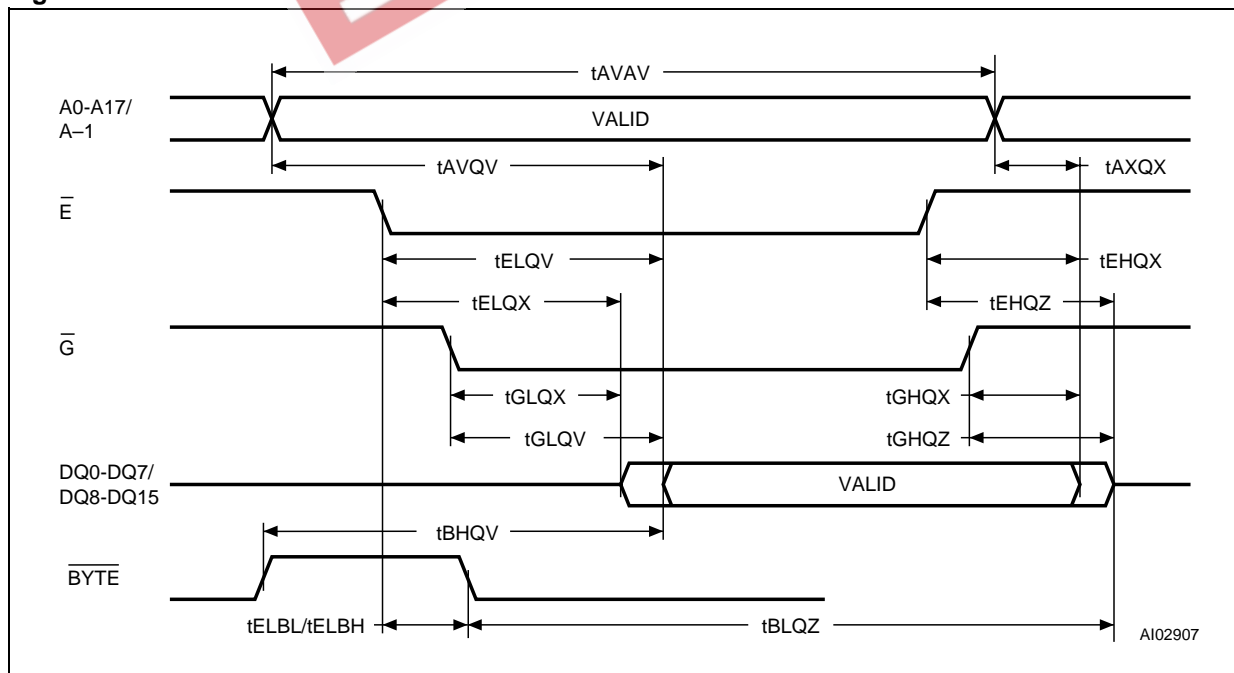 tAVAV
A0-A17/
A–1
VALID
tAVQV
tAXQX
E
tELQV
tEHQX
tELQX
tEHQZ
G
tGLQX
tGHQX
tGLQV
tGHQZ
DQ0-DQ7/
DQ8-DQ15
VALID
tBHQV
BYTE
tELBL/tELBH
tBLQZ
AI02907